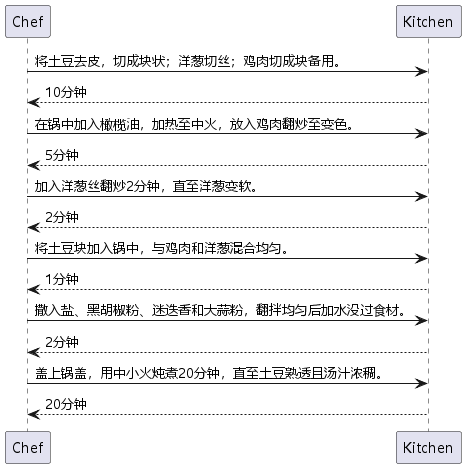 Chef Kitchen
将土豆去皮，切成块状；洋葱切丝；鸡肉切成块备用。
10分钟
在锅中加入橄榄油，加热至中火，放入鸡肉翻炒至变色。
5分钟
加入洋葱丝翻炒2分钟，直至洋葱变软。
2分钟
将土豆块加入锅中，与鸡肉和洋葱混合均匀。
1分钟
撒入盐、黑胡椒粉、迷迭香和大蒜粉，翻拌均匀后加水没过食材。
2分钟
盖上锅盖，用中小火炖煮20分钟，直至土豆熟透且汤汁浓稠。
20分钟
Chef Kitchen